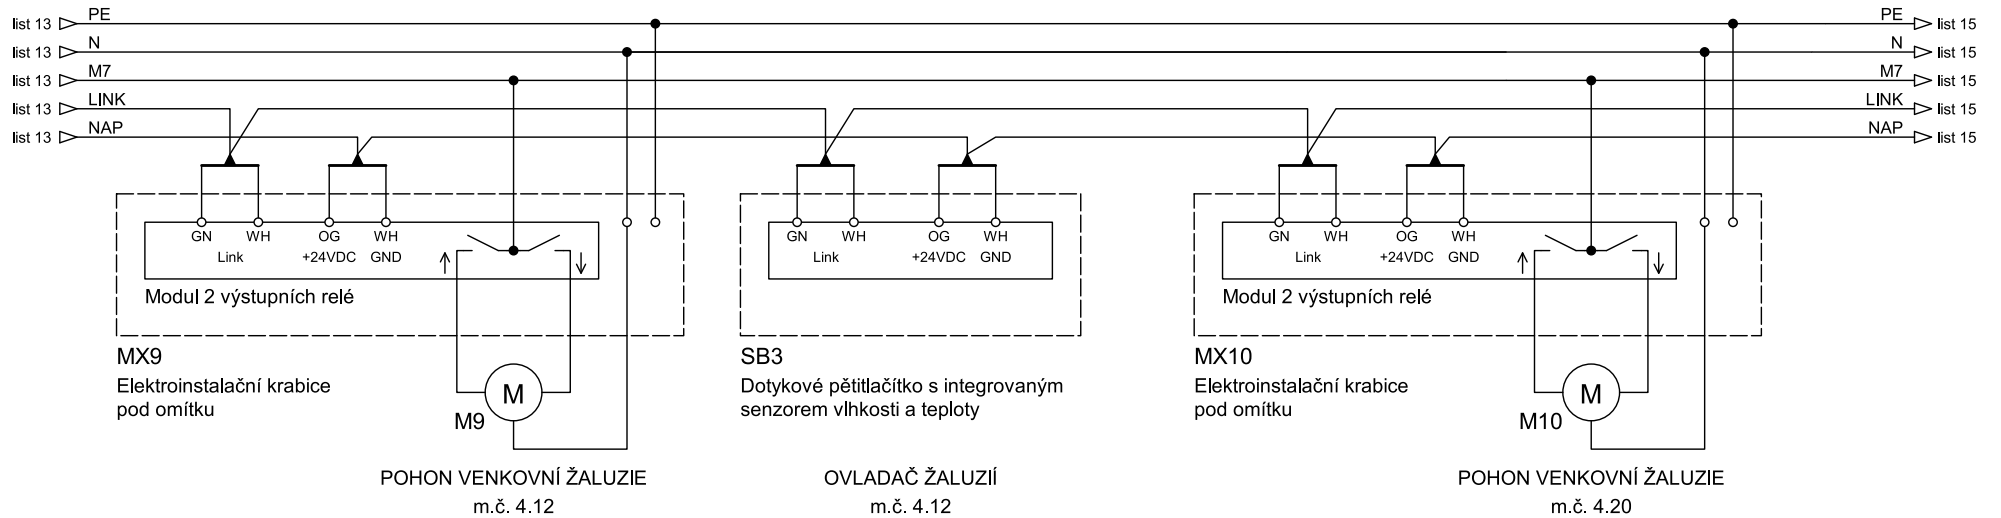 list 13 PE PE list 15
list 13 N N list 15
list 13 M7 M7 list 15
list 13 LINK LINK list 15
list 13 NAP NAP list 15
GN WH OG WH
Link +24VDC GND
Modul 2 výstupních relé
MX9
Elektroinstalační krabice
pod omítku
M
M9
POHON VENKOVNÍ ŽALUZIE
m.č. 4.12
GN WH OG WH
Link +24VDC GND
SB3
Dotykové pětitlačítko s integrovaným
senzorem vlhkosti a teploty
OVLADAČ ŽALUZIÍ
m.č. 4.12
GN WH OG WH
Link +24VDC GND
Modul 2 výstupních relé
MX10
Elektroinstalační krabice
pod omítku
M
M10
POHON VENKOVNÍ ŽALUZIE
m.č. 4.20